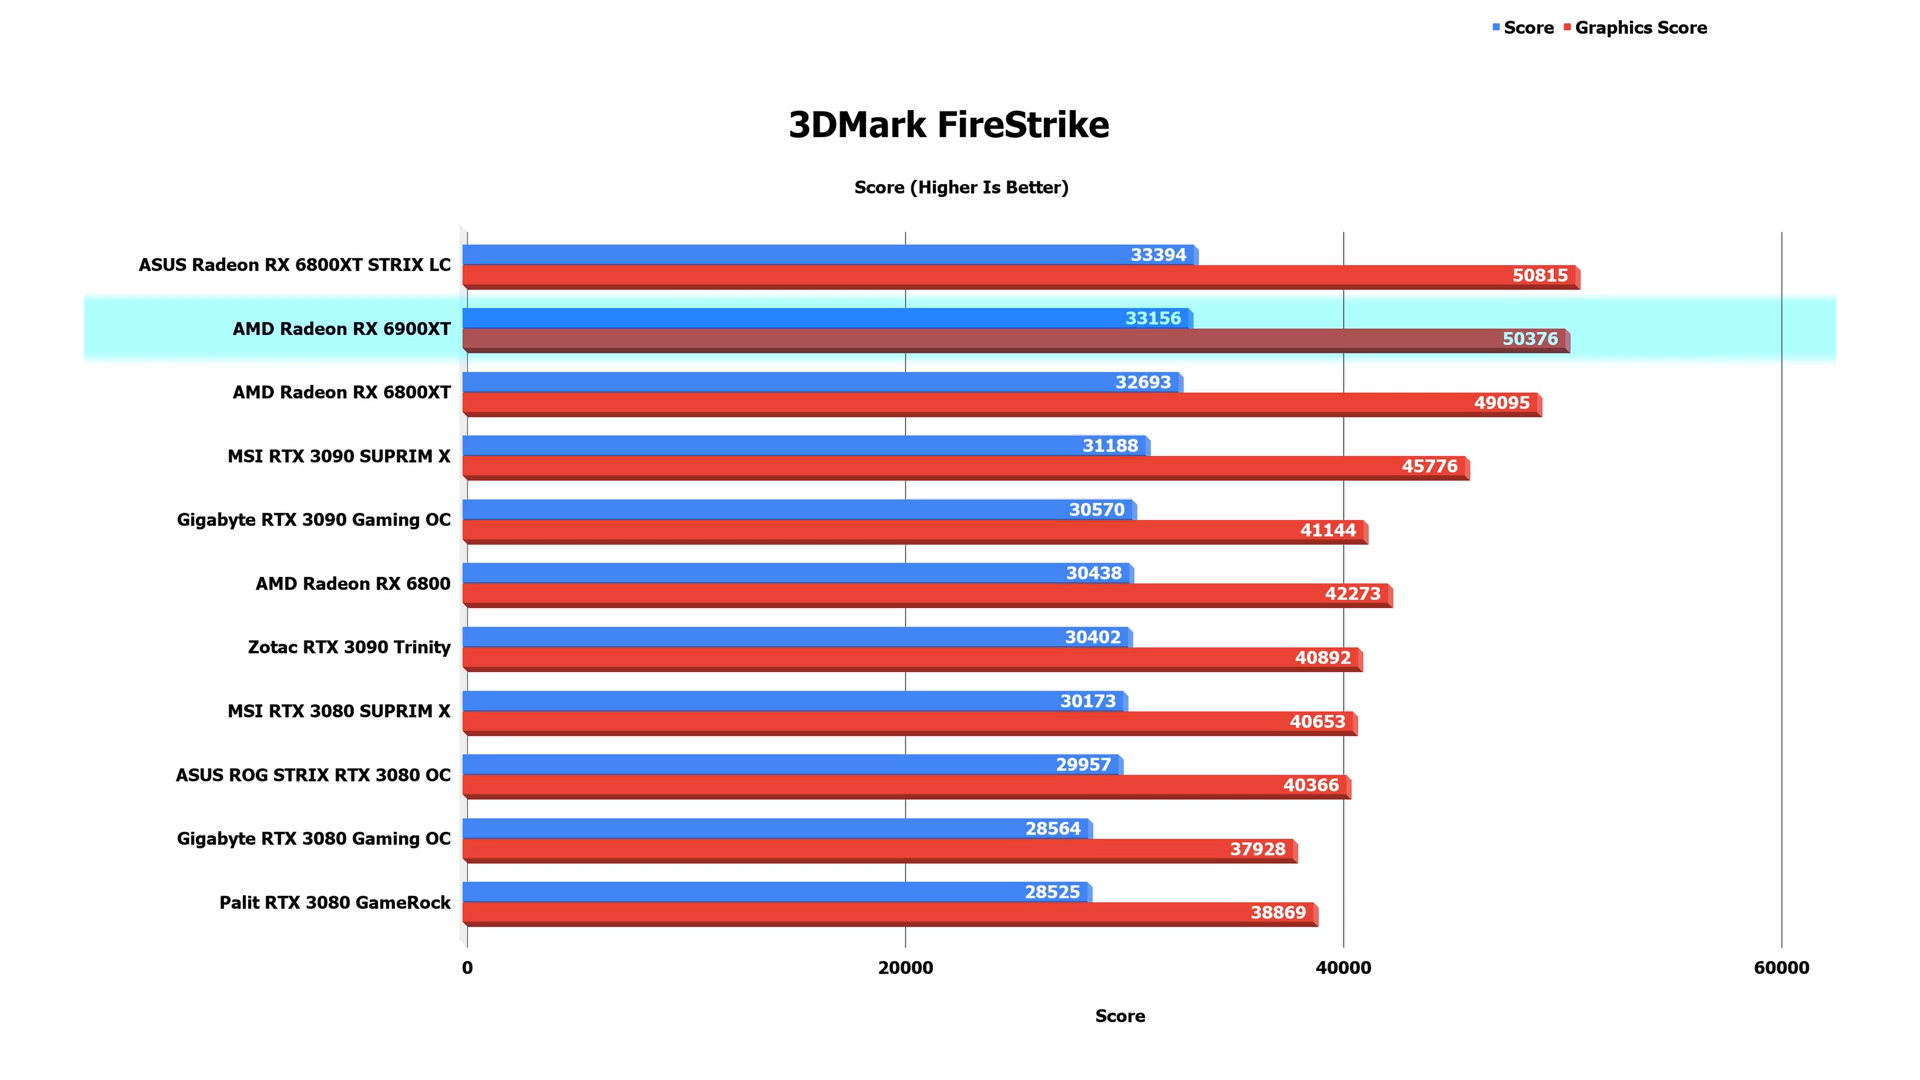 Score Graphics Score
3DMark FireStrike
Score (Higher Is Better)
ASUS Radeon RX 6800XT STRIX LC 33394 50815
AMD Radeon RX 6900XT 33156 50376
AMD Radeon RX 6800XT 32693 49095
MSI RTX 3090 SUPRIM X 31188 45776
Gigabyte RTX 3090 Gaming OC 30570 41144
AMD Radeon RX 6800 30438 42273
Zotac RTX 3090 Trinity 30402 40892
MSI RTX 3080 SUPRIM X 30173 40653
ASUS ROG STRIX RTX 3080 OC 29957 40366
Gigabyte RTX 3080 Gaming OC 28564 37928
Palit RTX 3080 GameRock 28525 38869
0 20000 40000 60000
Score